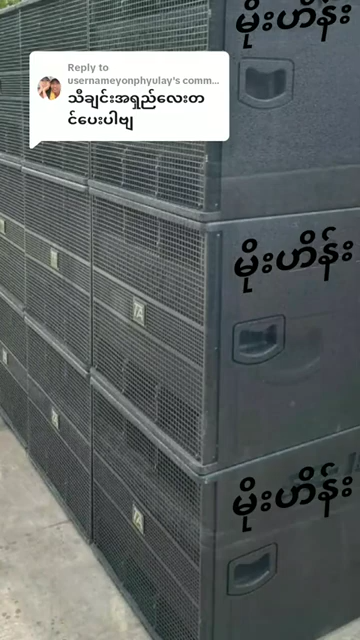 မိုးဟိန်း
Reply to
usernameyonphyulay's comm...
သီချင်းအရှည်လေးတ
င်ပေးပါဗျ
မိုးဟိန်း
မိုးဟိန်း